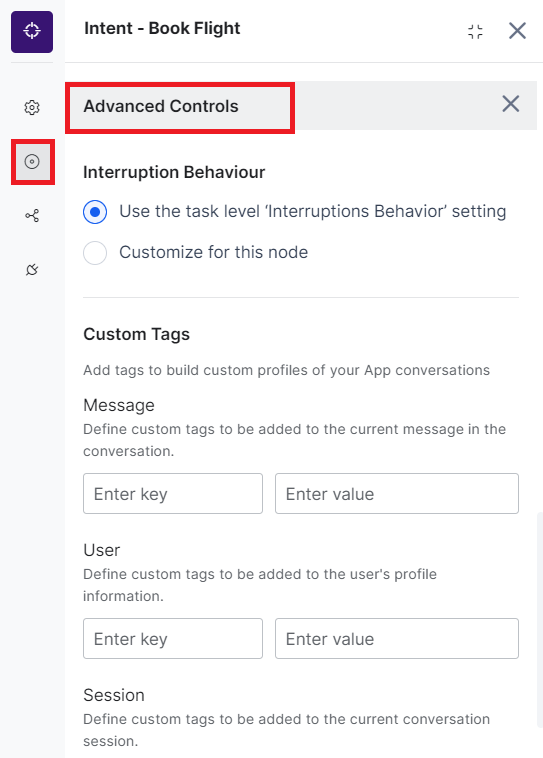 Intent - Book Flight
Advanced Controls
Interruption Behaviour
Use the task level ‘Interruptions Behavior’ setting
Customize for this node
Custom Tags
Add tags to build custom profiles of your App conversations
Message
Define custom tags to be added to the current message in the
conversation.
Enter key
Enter value
User
Define custom tags to be added to the user's profile
information.
Enter key
Enter value
Session
Define custom tags to be added to the current conversation
session.